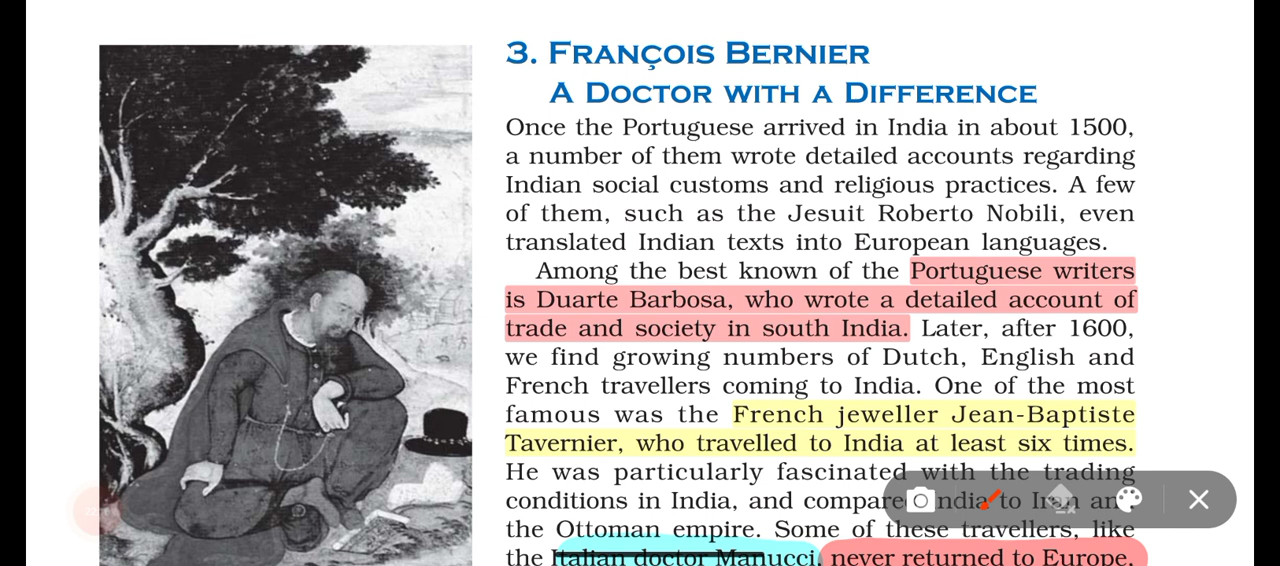 3. FRANÇOIS BERNIER
A DOCTOR WITH A DIFFERENCE
Once the Portuguese arrived in India in about 1500,
a number of them wrote detailed accounts regarding
Indian social customs and religious practices. A few
of them, such as the Jesuit Roberto Nobili, even
translated Indian texts into European languages.
Among the best known of the Portuguese writers
is Duarte Barbosa, who wrote a detailed account of
trade and society in south India. Later, after 1600,
we find growing numbers of Dutch, English and
French travellers coming to India. One of the most
famous was the French jeweller Jean-Baptiste
Tavernier, who travelled to India at least six times.
He was particularly fascinated with the trading
conditions in India, and compared India to Iran and
the Ottoman empire. Some of these travellers, like
the Italian doctor Manucci, never returned to Europe,